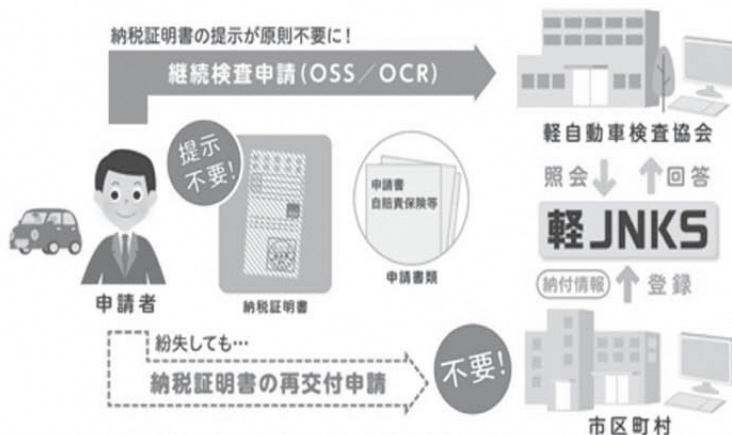 納税証明書の提示が原則不要に!
継続検査申請(OSS/OCR)
軽自動車検査協会
提示
不要!
申請書
自賠責保険等
照会
回答
軽JNKS
申請者
納税証明書
申請書類
納付情報
登録
紛失しても…
納税証明書の再交付申請
不要!
市区町村